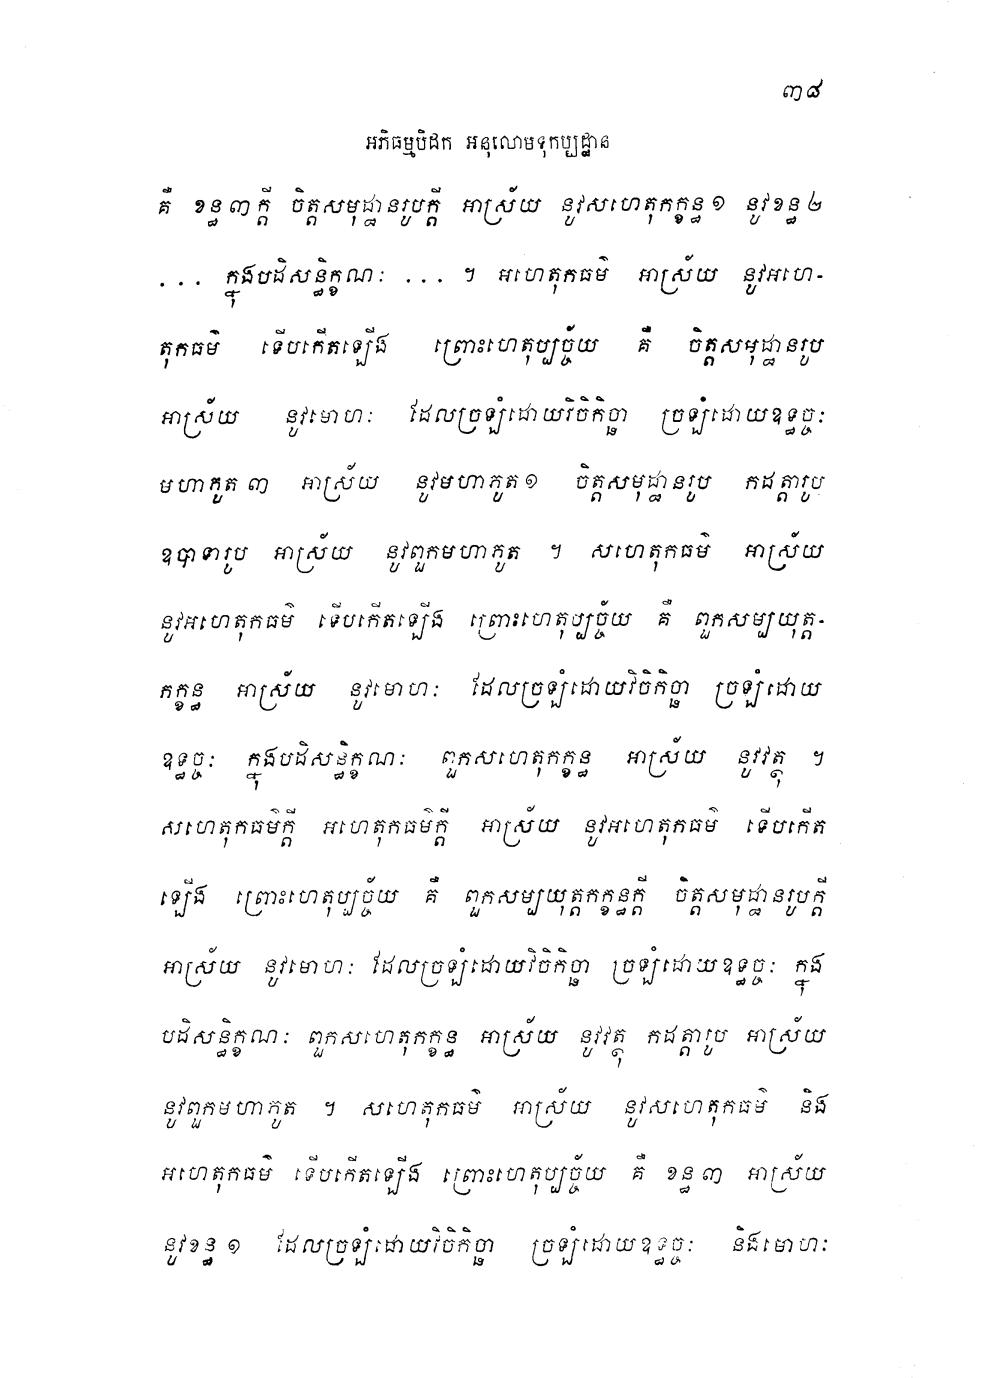 ៣៨
អភិធម្មបិដក អនុលោមទុកប្បដ្ឋាន
គឺ ខន្ធ ៣ ក្តី ចិត្តសមុដ្ឋានរូបក្តី អាស្រ័យ នូវសហេតុកក្ខន្ធ ១ នូវខន្ធ ២
... ក្នុងបដិសន្ធិក្ខណៈ ... ។ អហេតុកធម៌ អាស្រ័យ នូវអហេ-
តុកធម៌ ទើបកើតឡើង ព្រោះហេតុប្បច្ច័យ គឺ ចិត្តសមុដ្ឋានរូប
អាស្រ័យ នូវមោហៈ ដែលច្រឡំដោយវិចិកិច្ឆា ច្រឡំដោយឧទ្ធច្ចៈ
មហាភូត ៣ អាស្រ័យ នូវមហាភូត ១ ចិត្តសមុដ្ឋានរូប កដត្តារូប
ឧបាទារូប អាស្រ័យ នូវពួកមហាភូត ។ សហេតុកធម៌ អាស្រ័យ
នូវអហេតុកធម៌ ទើបកើតឡើង ព្រោះហេតុប្បច្ច័យ គឺ ពួកសម្បយុត្ត-
កក្ខន្ធ អាស្រ័យ នូវមោហៈ ដែលច្រឡំដោយវិចិកិច្ឆា ច្រឡំដោយ
ឧទ្ធច្ចៈ ក្នុងបដិសន្ធិក្ខណៈ ពួកសហេតុកក្ខន្ធ អាស្រ័យ នូវវត្ថុ ។
សហេតុកធម៌ក្តី អហេតុកធម៌ក្តី អាស្រ័យ នូវអហេតុកធម៌ ទើបកើត
ឡើង ព្រោះហេតុប្បច្ច័យ គឺ ពួកសម្បយុត្តកក្ខន្ធក្តី ចិត្តសមុដ្ឋានរូបក្តី
អាស្រ័យ នូវមោហៈ ដែលច្រឡំដោយវិចិកិច្ឆា ច្រឡំដោយឧទ្ធច្ចៈ ក្នុង
បដិសន្ធិក្ខណៈ ពួកសហេតុកក្ខន្ធ អាស្រ័យ នូវវត្ថុ កដត្តារូប អាស្រ័យ
នូវពួកមហាភូត ។ សហេតុកធម៌ អាស្រ័យ នូវសហេតុកធម៌ និង
អហេតុកធម៌ ទើបកើតឡើង ព្រោះហេតុប្បច្ច័យ គឺ ខន្ធ ៣ អាស្រ័យ
នូវខន្ធ ១ ដែលច្រឡំដោយវិចិកិច្ឆា ច្រឡំដោយឧទ្ធច្ចៈ និងមោហៈ